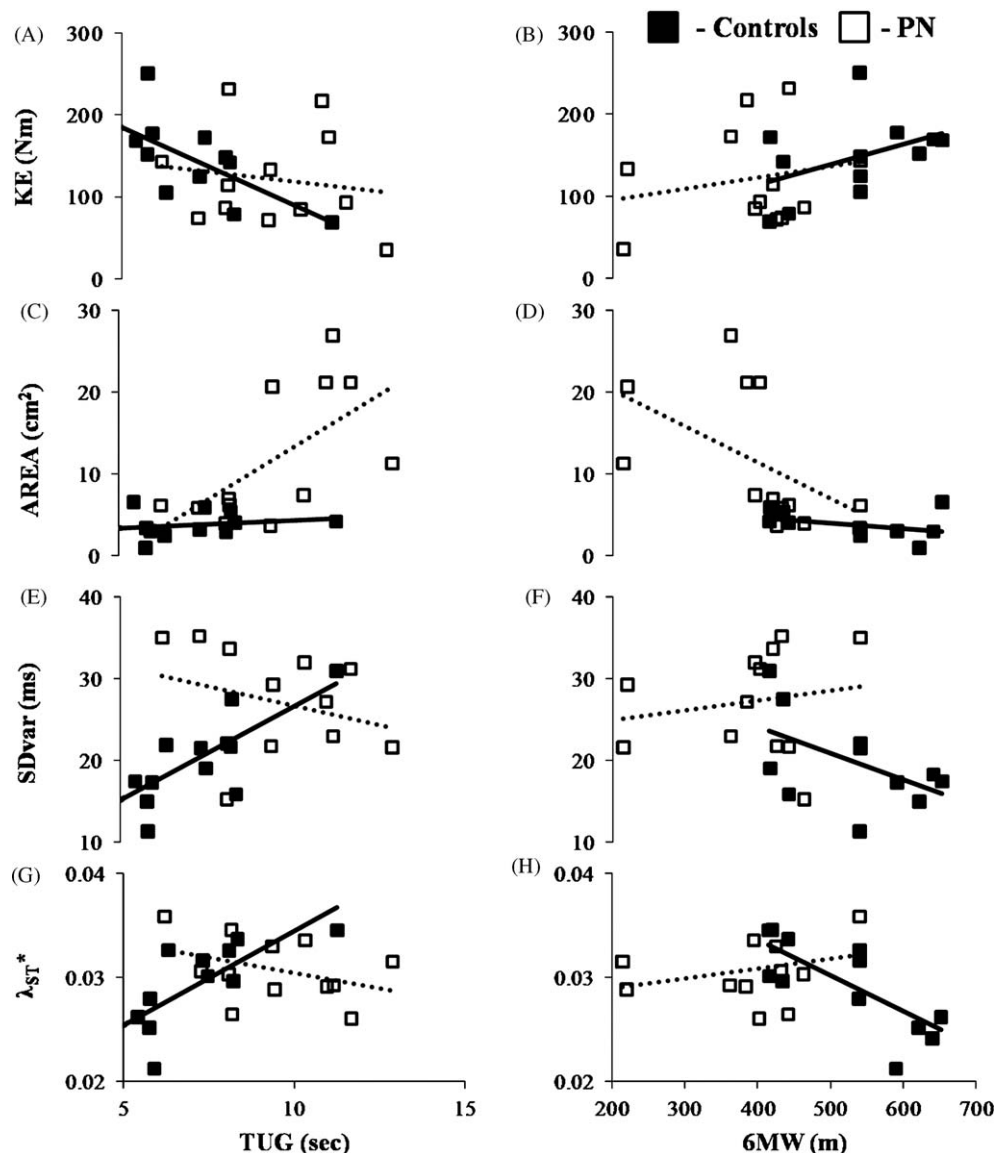 ■ - Controls □ - PN
(A)
300
200
100
0
KE (Nm)
(B)
300
200
100
0
(C)
30
20
10
0
AREA (cm²)
(D)
30
20
10
0
(E)
40
30
20
10
SDvar (ms)
(F)
40
30
20
10
(G)
0.04
0.03
0.02
λST*
5 10 15
TUG (sec)
(H)
0.04
0.03
0.02
200 300 400 500 600 700
6MW (m)